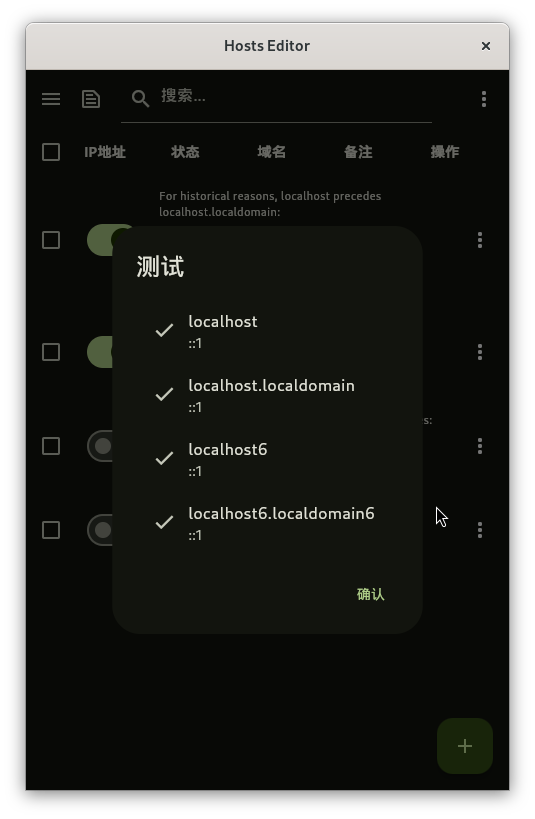 Hosts Editor
搜索...
IP地址 状态 域名 备注 操作
For historical reasons, localhost precedes
localhost.localdomain:
测试
localhost
::1
localhost.localdomain
::1
s:
localhost6
::1
localhost6.localdomain6
::1
确认